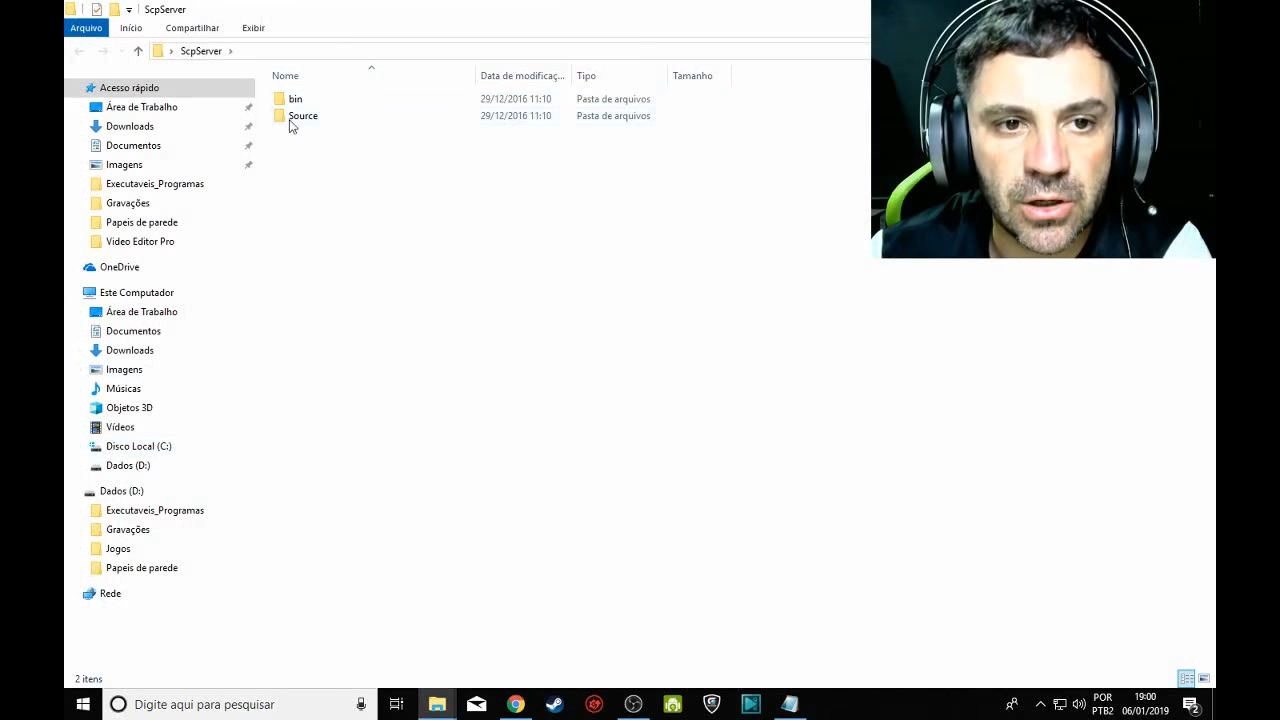 ScpServer
Arquivo Início Compartilhar Exibir
ScpServer
Nome Data de modificaç... Tipo Tamanho
bin 29/12/2016 11:10 Pasta de arquivos
Source 29/12/2016 11:10 Pasta de arquivos
Acesso rápido
Área de Trabalho
Downloads
Documentos
Imagens
Executaveis_Programas
Gravações
Papeis de parede
Video Editor Pro
OneDrive
Este Computador
Área de Trabalho
Documentos
Downloads
Imagens
Músicas
Objetos 3D
Vídeos
Disco Local (C:)
Dados (D:)
Dados (D:)
Executaveis_Programas
Gravações
Jogos
Papeis de parede
Rede
2 itens
Digite aqui para pesquisar
POR
PTB2
19:00
06/01/2019
2